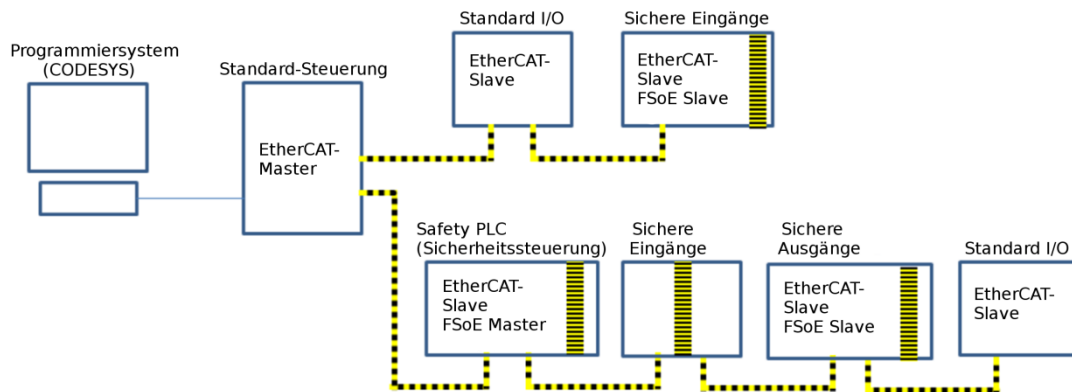 Programmiersystem
(CODESYS)
Standard-Steuerung
EtherCAT-
Master
Standard I/O
EtherCAT-
Slave
Sichere Eingänge
EtherCAT-
Slave
FSoE Slave
Safety PLC
(Sicherheitssteuerung)
EtherCAT-
Slave
FSoE Master
Sichere
Eingänge
Sichere
Ausgänge
EtherCAT-
Slave
FSoE Slave
Standard I/O
EtherCAT-
Slave